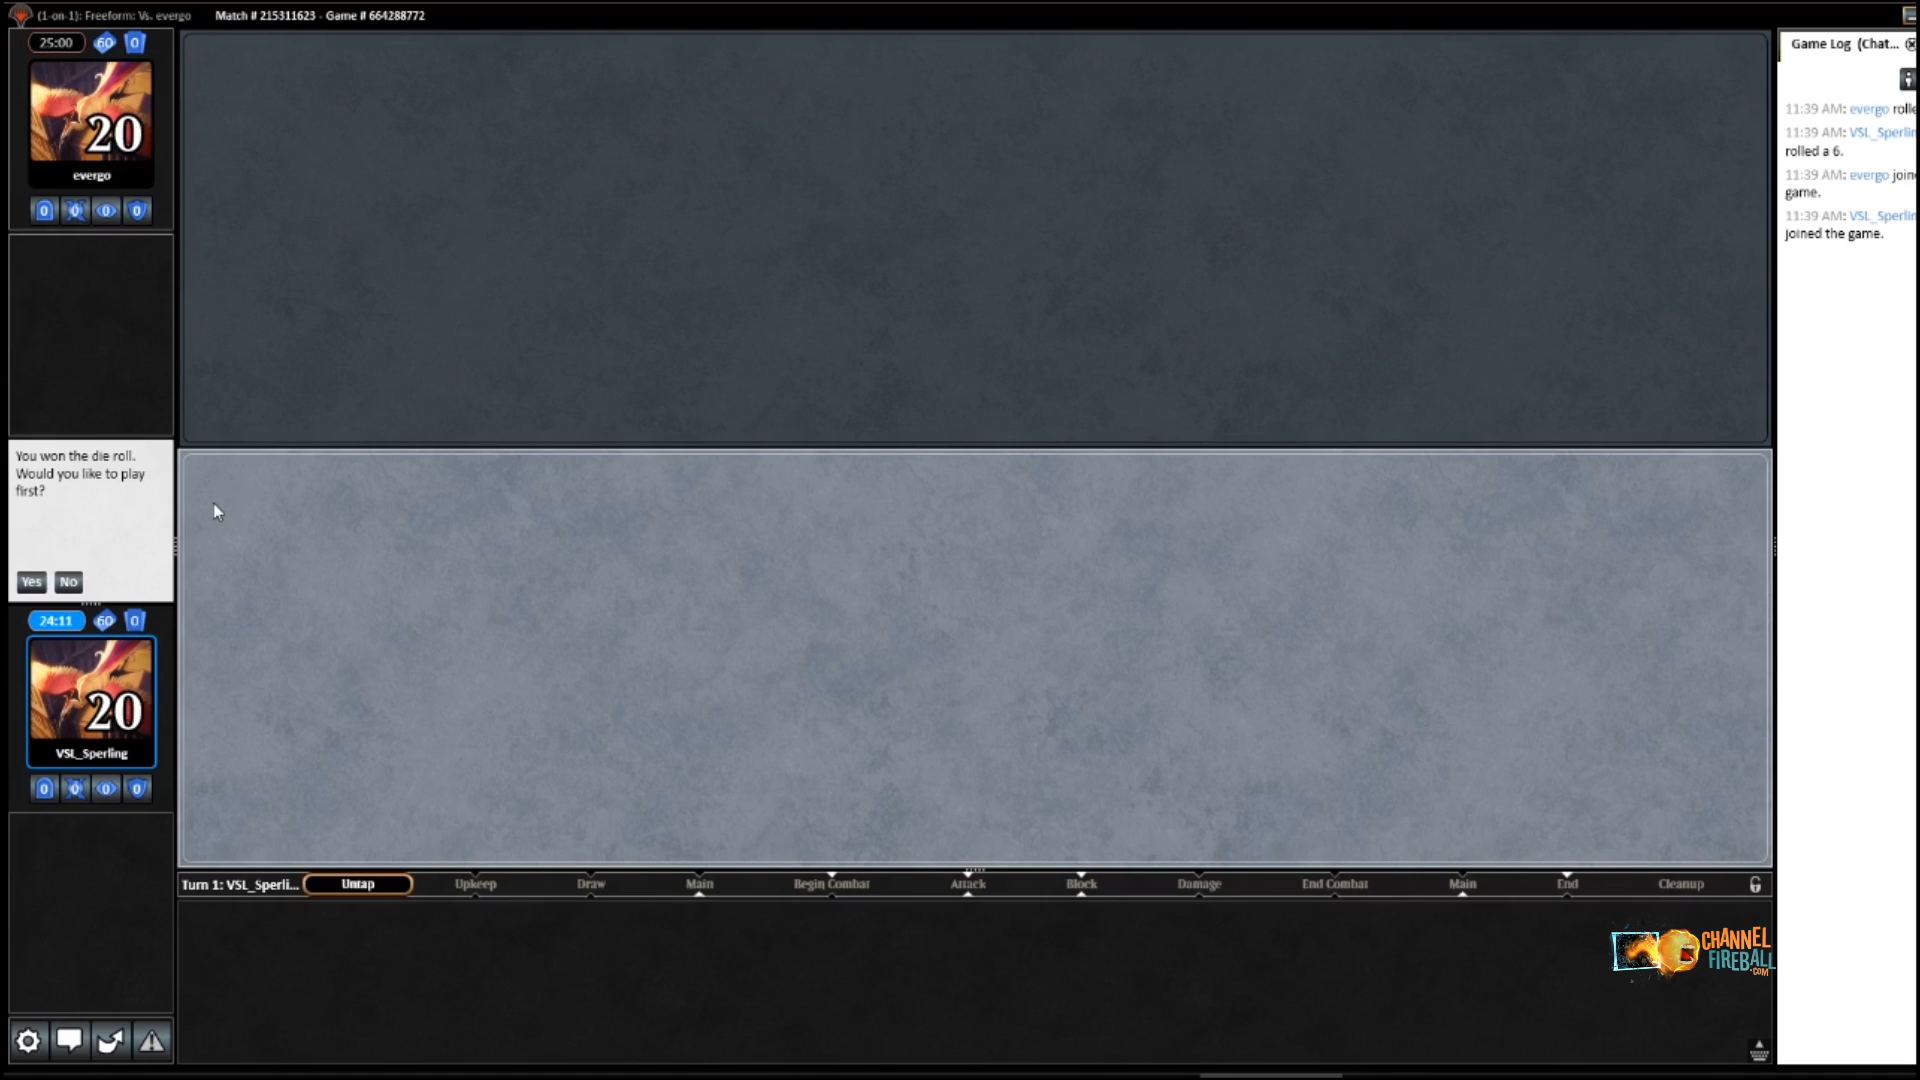 (1-on-1): Freeform: Vs. evergo
Match # 215311623 - Game # 664288772
25:00 60 0
20
evergo
0 0 0 0
You won the die roll.
Would you like to play
first?
Yes No
24:11 60 0
20
VSL_Sperling
0 0 0 0
Turn 1: VSL_Sperli... Untap Upkeep Draw Main Begin Combat Attack Block Damage End Combat Main End Cleanup
Game Log (Chat...
11:39 AM: evergo rolle
11:39 AM: VSL_Sperlin
rolled a 6.
11:39 AM: evergo join
game.
11:39 AM: VSL_Sperlin
joined the game.
CHANNEL
FIREBALL
.COM